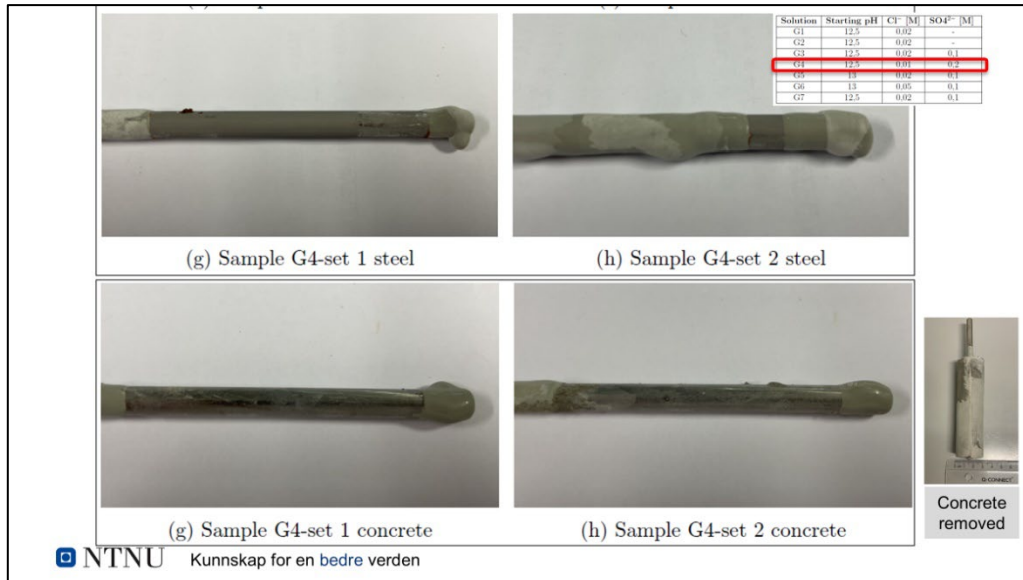 Solution Starting pH Cl⁻ [M] SO4²⁻ [M]
G1 12,5 0,02 -
G2 12,5 0,02 -
G3 12,5 0,02 0,1
G4 12,5 0,01 0,2
G5 13 0,02 0,1
G6 13 0,05 0,1
G7 12,5 0,02 0,1
(g) Sample G4-set 1 steel
(h) Sample G4-set 2 steel
(g) Sample G4-set 1 concrete
(h) Sample G4-set 2 concrete
CONNECT
Concrete
removed
NTNU Kunnskap for en bedre verden